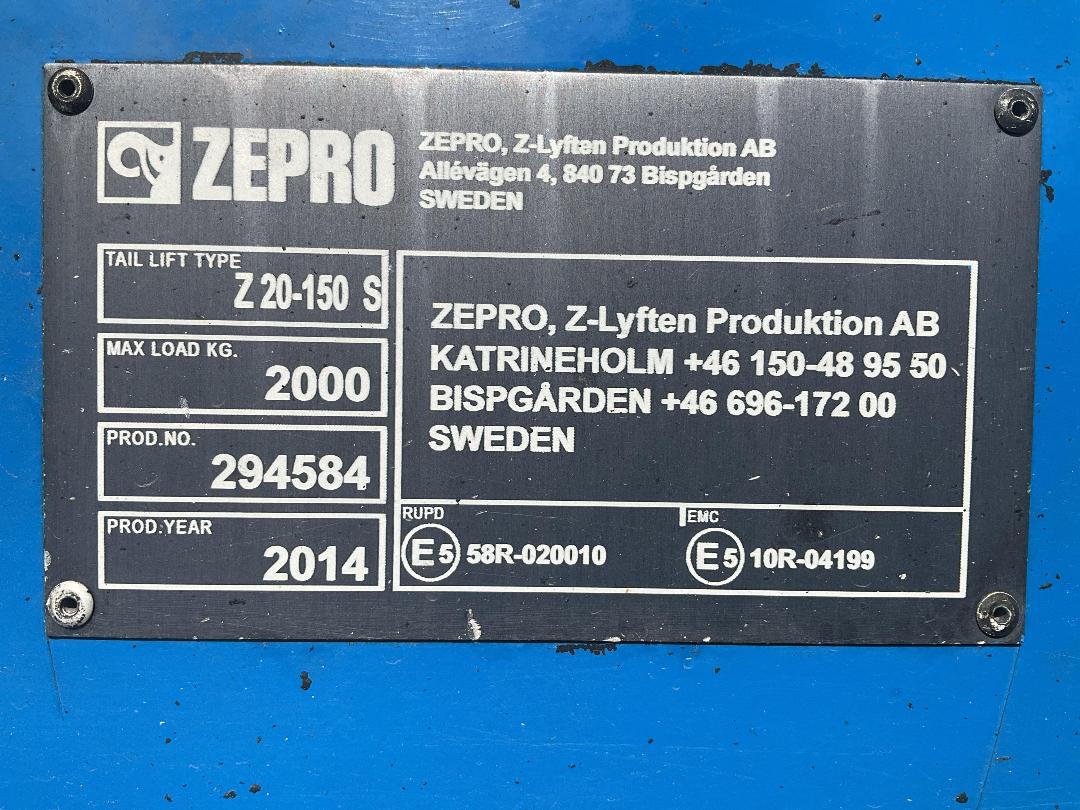 ZEPRO
ZEPRO, Z-Lyften Produktion AB
Allévägen 4, 840 73 Bispgården
SWEDEN
TAIL LIFT TYPE
Z 20-150 S
MAX LOAD KG.
2000
PROD.NO.
294584
PROD.YEAR
2014
ZEPRO, Z-Lyften Produktion AB
KATRINEHOLM +46 150-48 95 50
BISPGÅRDEN +46 696-172 00
SWEDEN
RUPD
E5 58R-020010
EMC
E5 10R-04199